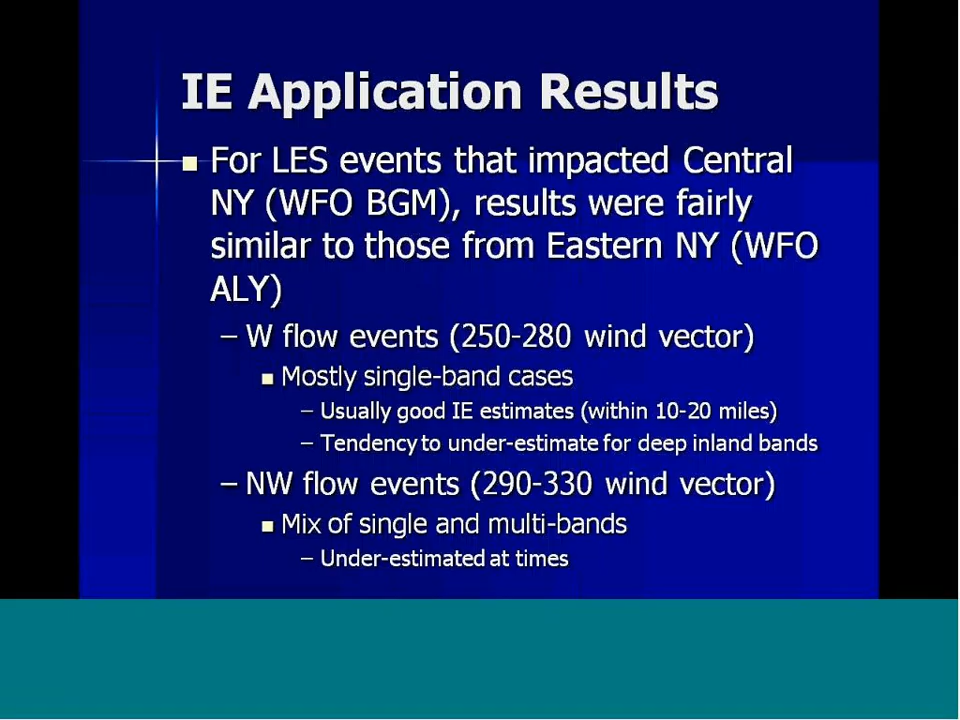 IE Application Results
For LES events that impacted Central
NY (WFO BGM), results were fairly
similar to those from Eastern NY (WFO
ALY)
– W flow events (250-280 wind vector)
Mostly single-band cases
– Usually good IE estimates (within 10-20 miles)
– Tendency to under-estimate for deep inland bands
– NW flow events (290-330 wind vector)
Mix of single and multi-bands
– Under-estimated at times